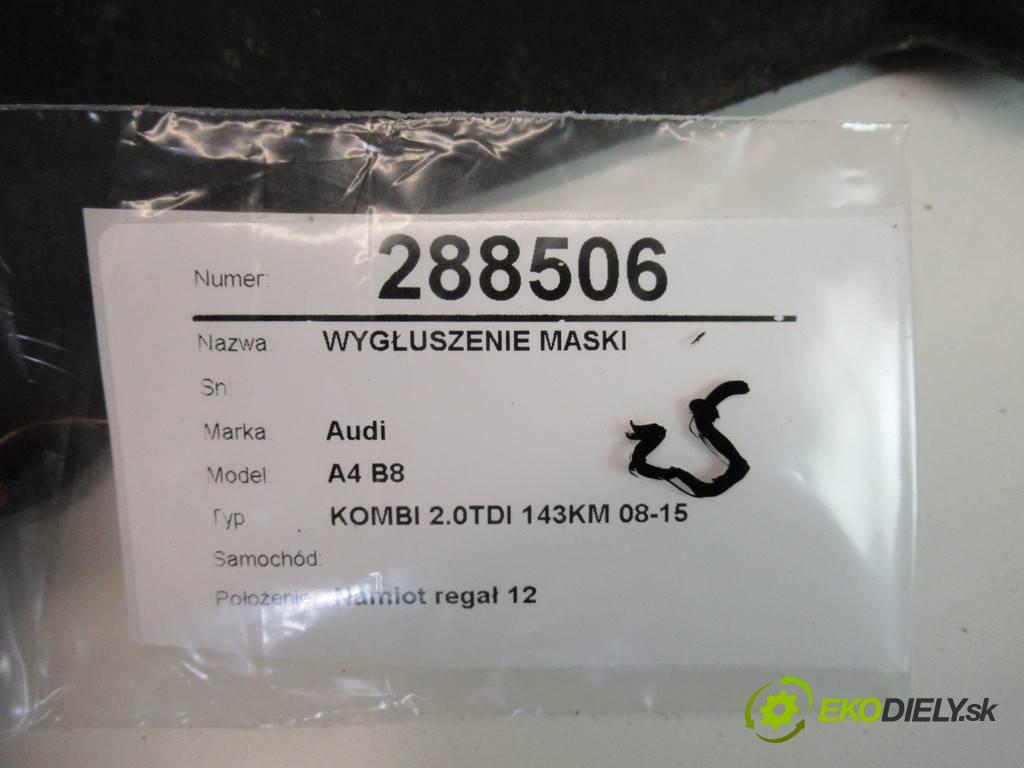 Numer: 288506
Nazwa: WYGŁUSZENIE MASKI
Sn:
Marka: Audi
Model: A4 B8
Typ: KOMBI 2.0TDI 143KM 08-15
Samochód:
Położenie: Namiot regał 12
EKODIELY.sk